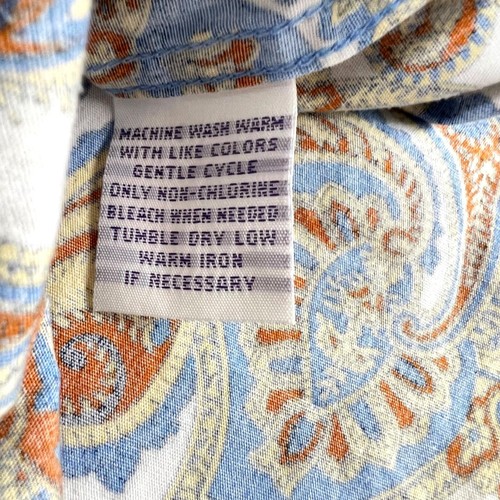 MACHINE WASH WARM
WITH LIKE COLORS
GENTLE CYCLE
ONLY NON-CHLORINE
BLEACH WHEN NEEDED
TUMBLE DRY LOW
WARM IRON
IF NECESSARY